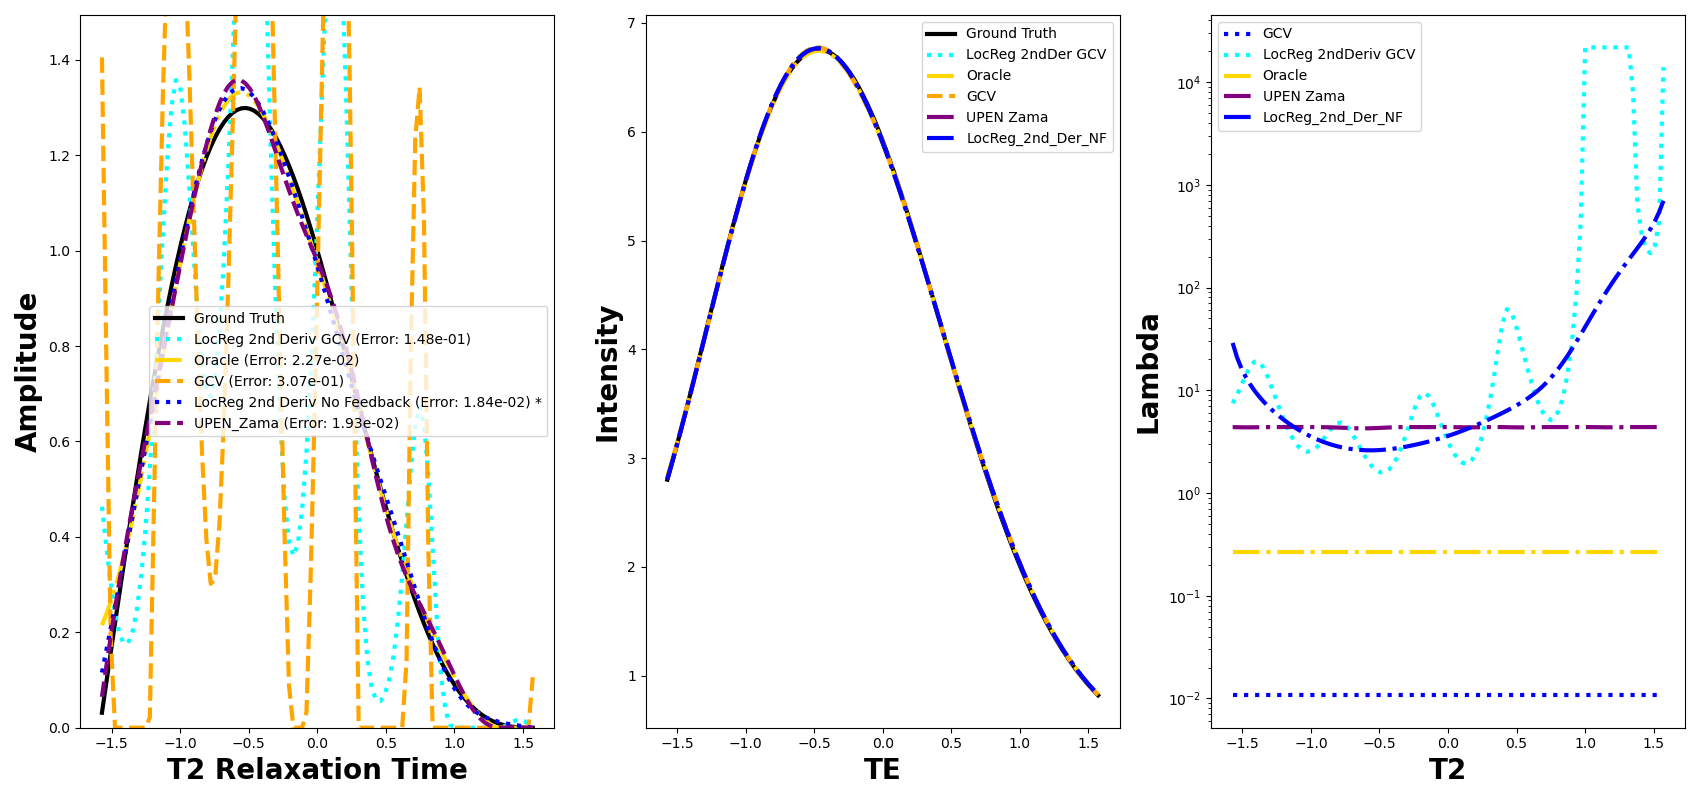 Amplitude
1.4
1.2
1.0
0.8
0.6
0.4
0.2
0.0
Ground Truth
LocReg 2nd Deriv GCV (Error: 1.48e-01)
Oracle (Error: 2.27e-02)
GCV (Error: 3.07e-01)
LocReg 2nd Deriv No Feedback (Error: 1.84e-02) *
UPEN_Zama (Error: 1.93e-02)
−1.5 −1.0 −0.5 0.0 0.5 1.0 1.5
T2 Relaxation Time
Intensity
7
6
5
4
3
2
1
Ground Truth
LocReg 2ndDer GCV
Oracle
GCV
UPEN Zama
LocReg_2nd_Der_NF
−1.5 −1.0 −0.5 0.0 0.5 1.0 1.5
TE
Lambda
10⁴
10³
10²
10¹
10⁰
10⁻¹
10⁻²
GCV
LocReg 2ndDeriv GCV
Oracle
UPEN Zama
LocReg_2nd_Der_NF
−1.5 −1.0 −0.5 0.0 0.5 1.0 1.5
T2